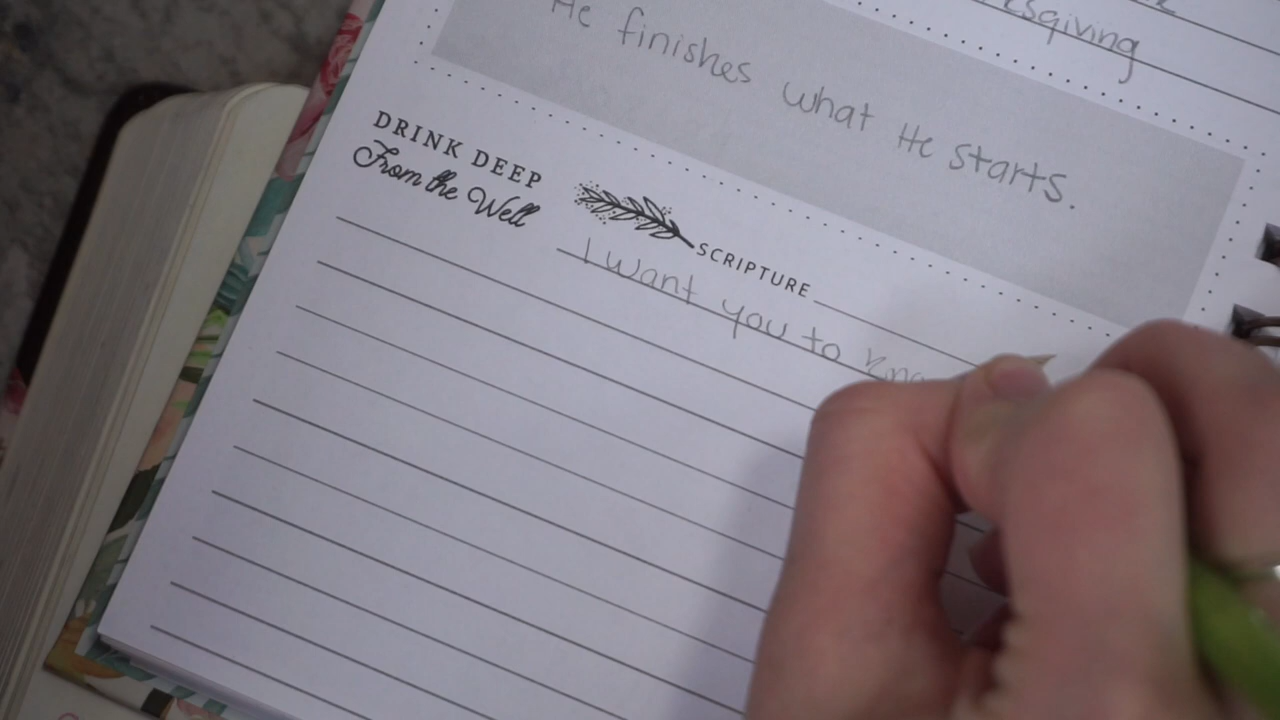 He finishes what He starts.
DRINK DEEP
From the Well
SCRIPTURE
I want you to